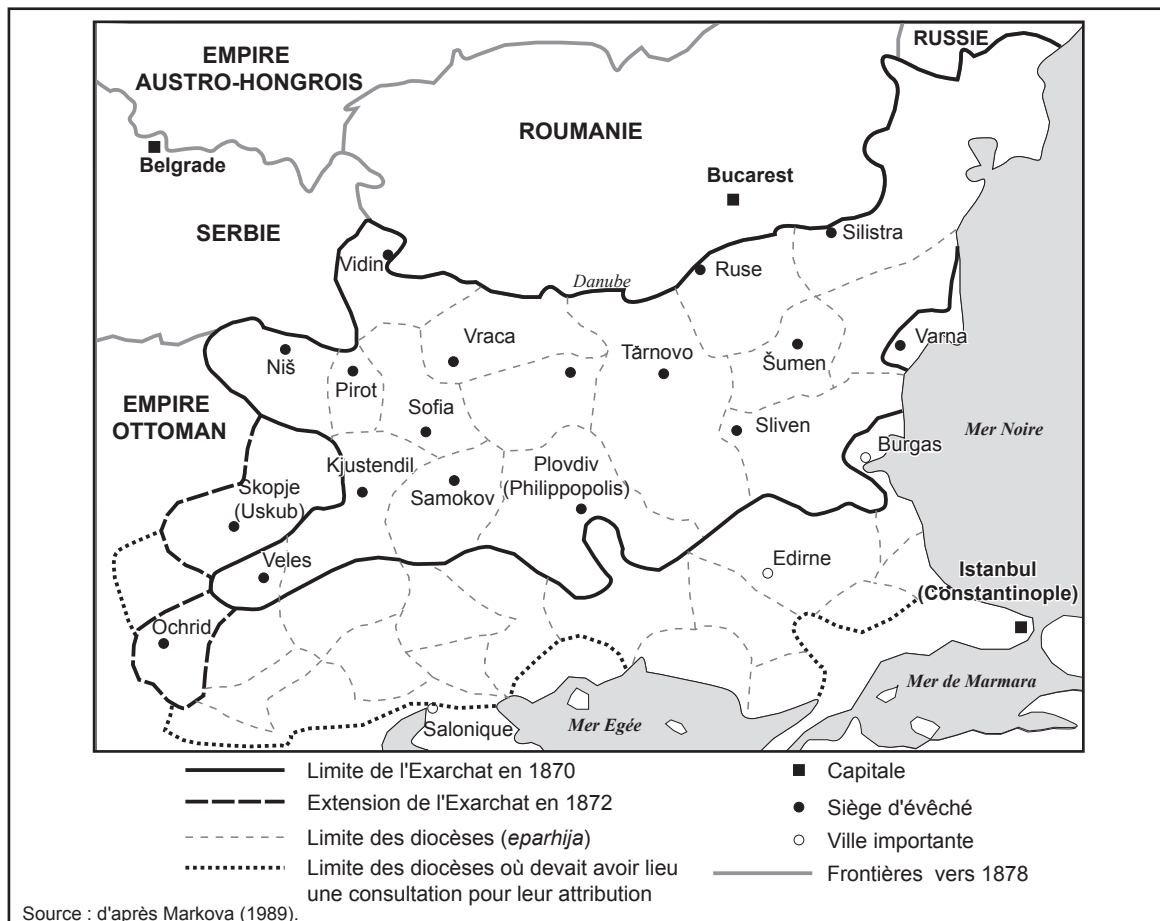 EMPIRE
AUSTRO-HONGROIS
RUSSIE
ROUMANIE
Belgrade
Bucarest
SERBIE
Silistra
Vidin
Ruse
Danube
Varna
Vraca
Tărnovo
Šumen
Niš
Pirot
EMPIRE
OTTOMAN
Sofia
Sliven
Mer Noire
Burgas
Kjustendil
Plovdiv
(Philippopolis)
Samokov
Skopje
(Uskub)
Veles
Edirne
Istanbul
(Constantinople)
Ochrid
Mer de Marmara
Salonique
Mer Egée
Limite de l'Exarchat en 1870
Extension de l'Exarchat en 1872
Limite des diocèses (eparhija)
Limite des diocèses où devait avoir lieu
une consultation pour leur attribution
Capitale
Siège d'évêché
Ville importante
Frontières vers 1878
Source : d'après Markova (1989).